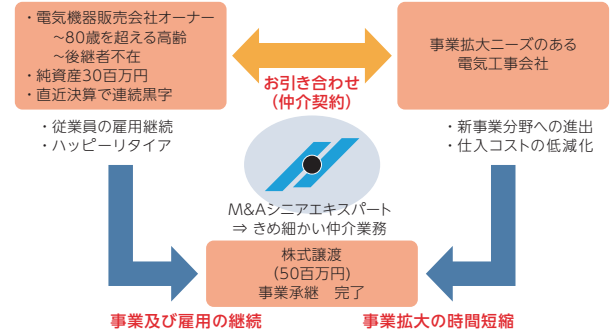 ・電気機器販売会社オーナー
~80歳を超える高齢
~後継者不在
・純資産30百万円
・直近決算で連続黒字
お引き合わせ
(仲介契約)
事業拡大ニーズのある
電気工事会社
・従業員の雇用継続
・ハッピーリタイア
・新事業分野への進出
・仕入コストの低減化
M&Aシニアエキスパート
⇒ きめ細かい仲介業務
株式譲渡
(50百万円)
事業承継　完了
事業及び雇用の継続
事業拡大の時間短縮